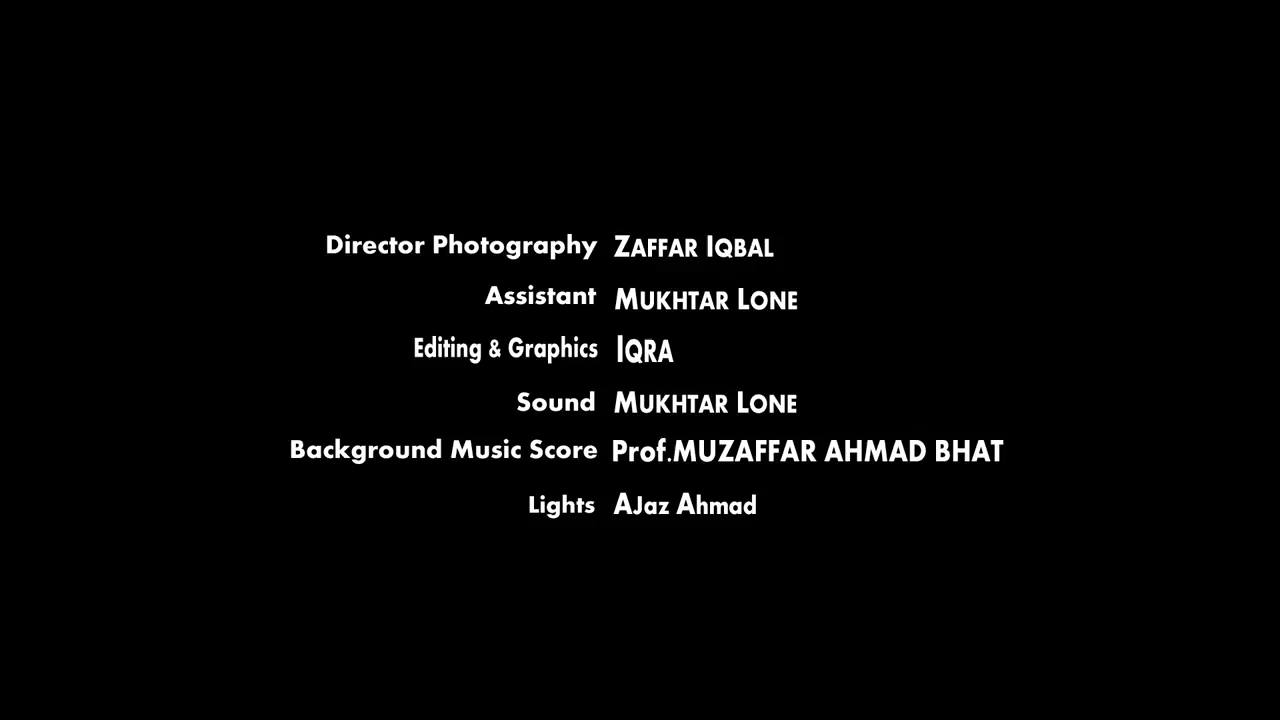 Director Photography ZAFFAR IQBAL
Assistant MUKHTAR LONE
Editing & Graphics IQRA
Sound MUKHTAR LONE
Background Music Score Prof.MUZAFFAR AHMAD BHAT
Lights AJaz Ahmad